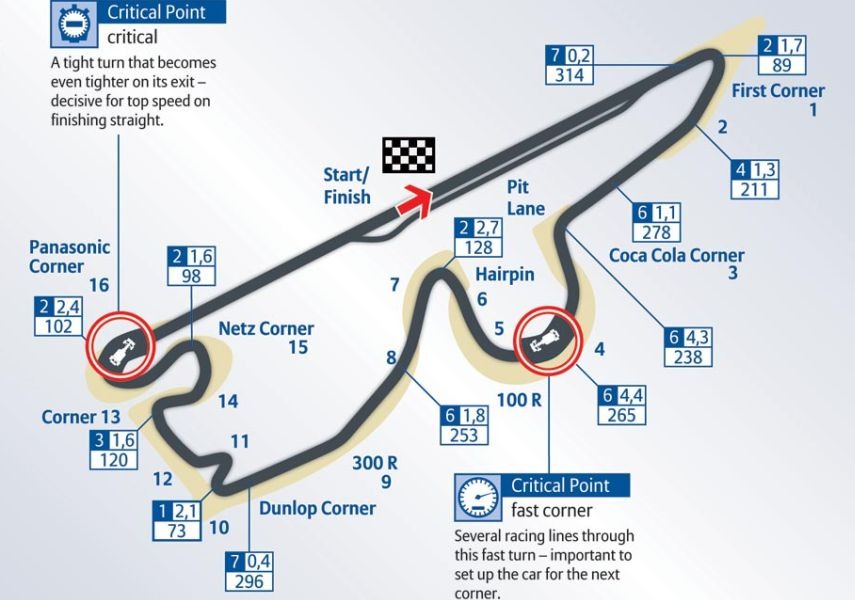 Critical Point
critical
A tight turn that becomes
even tighter on its exit –
decisive for top speed on
finishing straight.
7 0,2
314
2 1,7
89
First Corner
1
2
4 1,3
211
Start/
Finish
Pit
Lane
6 1,1
278
Coca Cola Corner
3
Panasonic
Corner
16
2 1,6
98
2 2,7
128
Hairpin
7
6
2 2,4
102
Netz Corner
15
5
4
6 4,3
238
8
14
100 R
6 4,4
265
Corner 13
3 1,6
120
11
6 1,8
253
12
300 R
9
1 2,1
73
10
Dunlop Corner
7 0,4
296
Critical Point
fast corner
Several racing lines through
this fast turn – important to
set up the car for the next
corner.